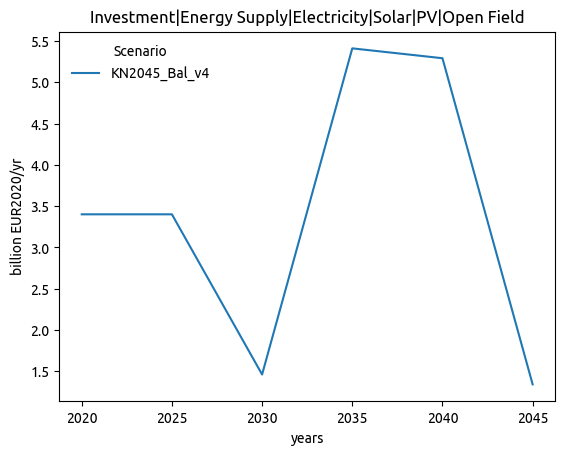 Investment|Energy Supply|Electricity|Solar|PV|Open Field
Scenario
KN2045_Bal_v4
5.5
5.0
4.5
4.0
3.5
3.0
2.5
2.0
1.5
billion EUR2020/yr
2020 2025 2030 2035 2040 2045
years